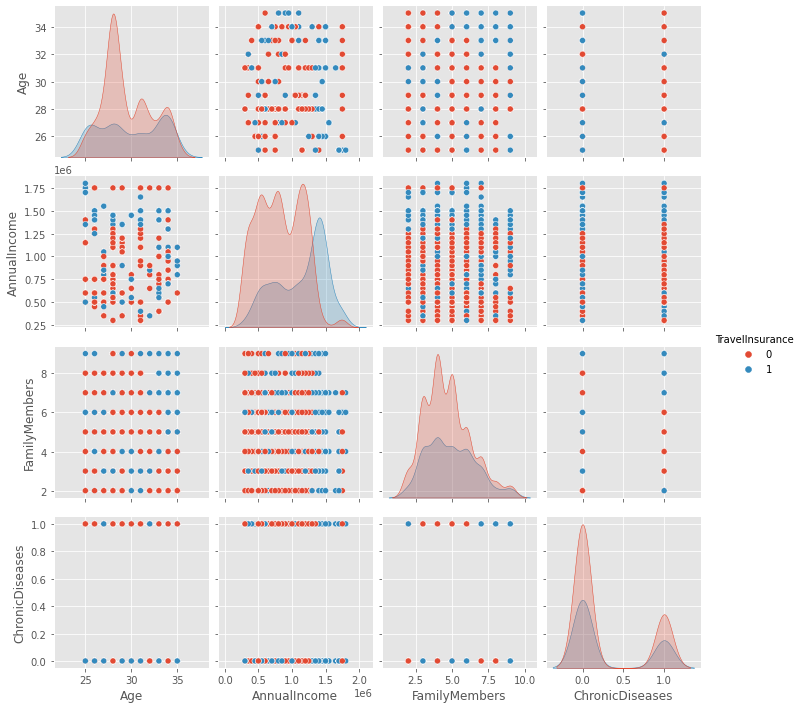 Age
34
32
30
28
26
1e6
AnnualIncome
1.75
1.50
1.25
1.00
0.75
0.50
0.25
TravelInsurance
0
1
FamilyMembers
8
6
4
2
ChronicDiseases
1.0
0.8
0.6
0.4
0.2
0.0
25 30 35
0.0 0.5 1.0 1.5 2.0
1e6
2.5 5.0 7.5 10.0
0.0 0.5 1.0
Age
AnnualIncome
FamilyMembers
ChronicDiseases